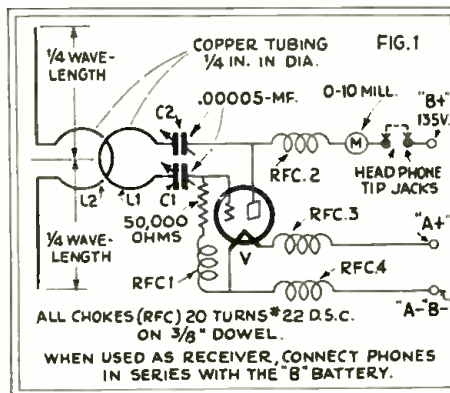 FIG.1
COPPER TUBING
1/4 IN. IN DIA.
1/4 WAVE-
LENGTH
C2
.00005-MF.
0-10 MILL.
"B+"
135V.
M
RFC.2
HEAD PHONE
TIP JACKS
L2
L1
C1
50,000
OHMS
V
RFC.3
"A+"
1/4 WAVE-
LENGTH
RFC1
RFC.4
"A-"B-"
ALL CHOKES (RFC) 20 TURNS #22 D.S.C.
ON 3/8" DOWEL.
WHEN USED AS RECEIVER, CONNECT PHONES
IN SERIES WITH THE "B" BATTERY.